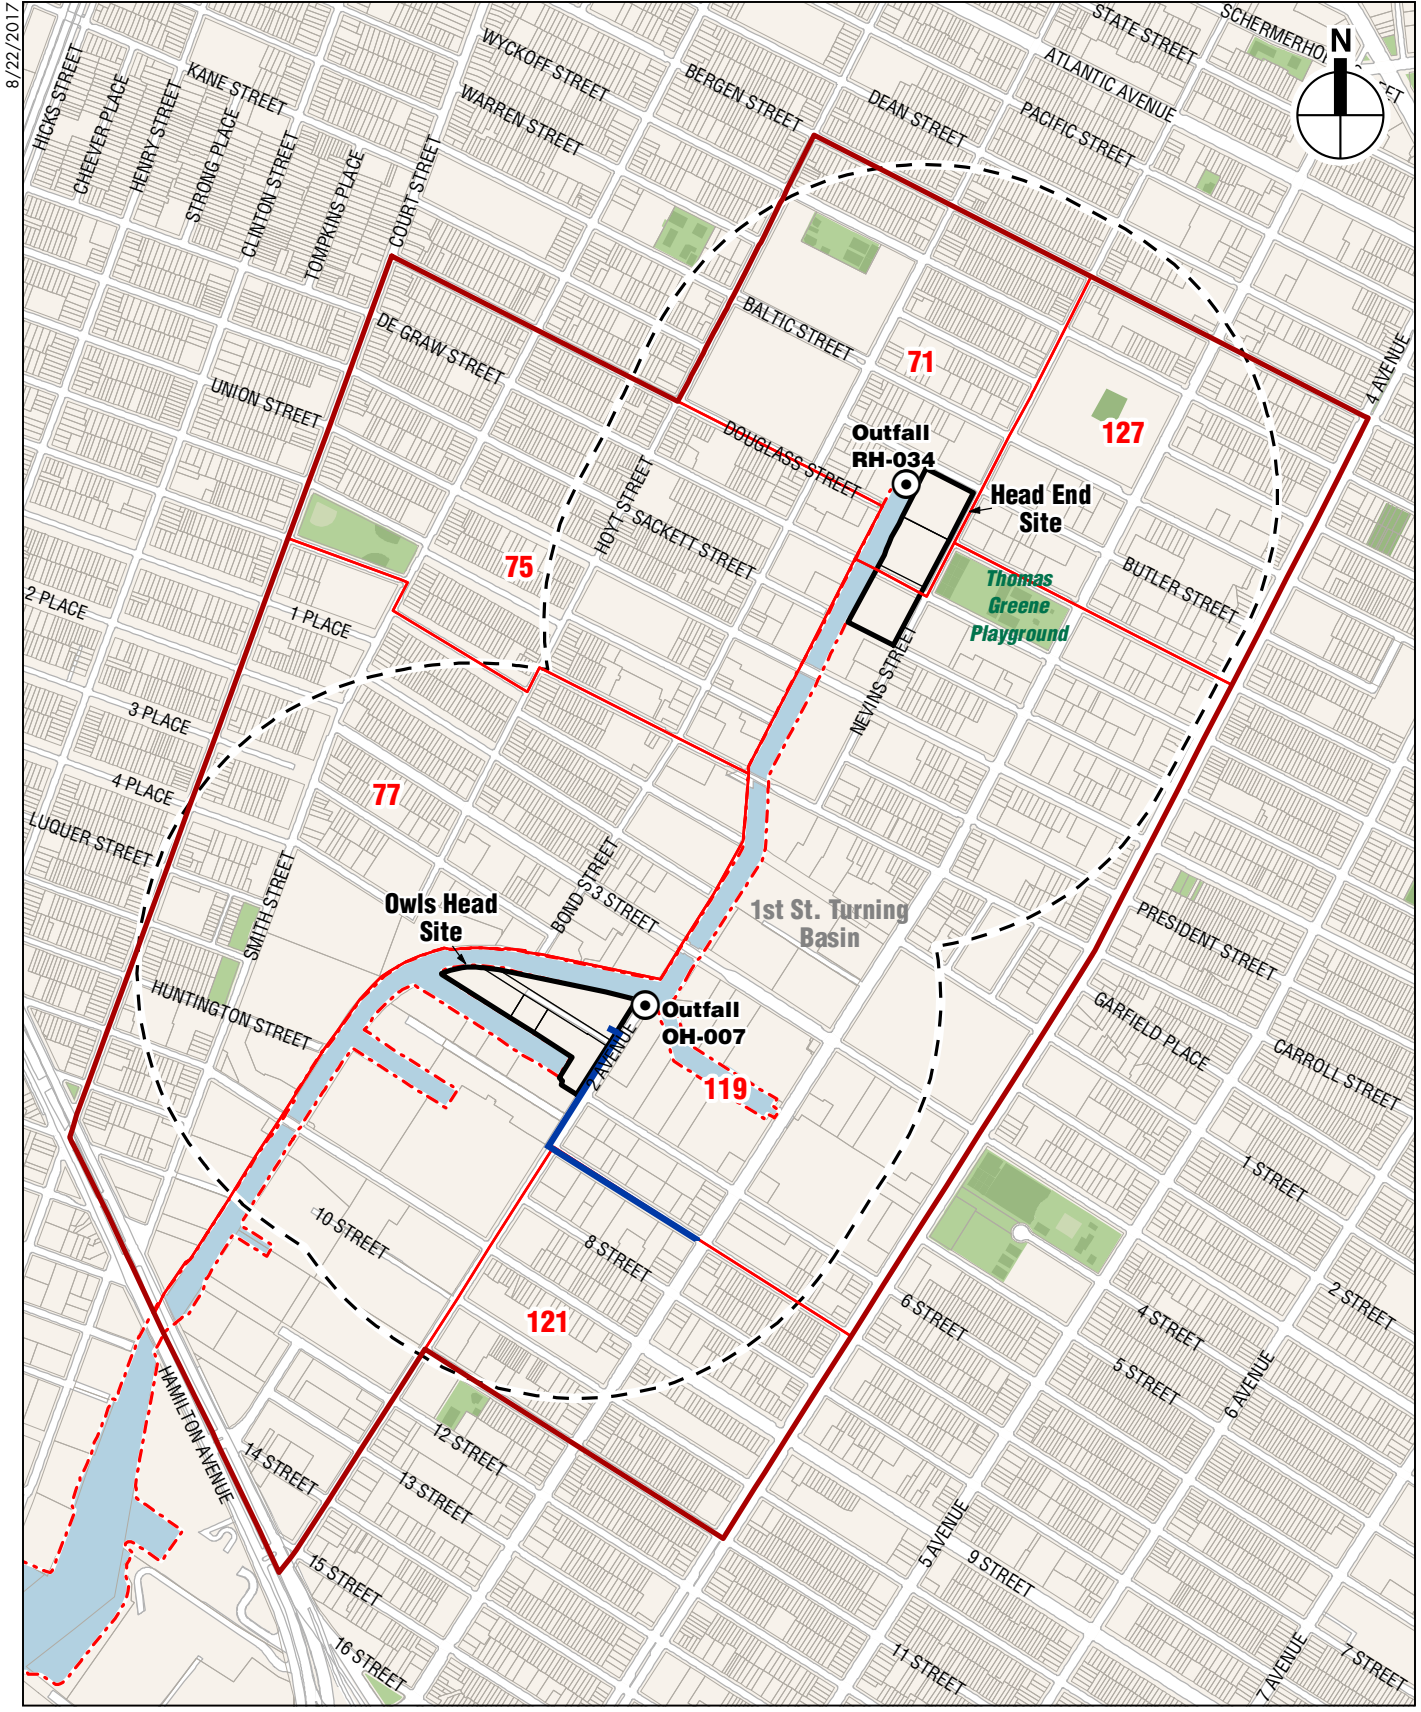 8/22/2017
STATE STREET
SCHERMERHO
ET
N
HICKS STREET
CHEEVER PLACE
HENRY STREET
KANE STREET
STRONG PLACE
CLINTON STREET
TOMPKINS PLACE
COURT STREET
WYCKOFF STREET
WARREN STREET
BERGEN STREET
DEAN STREET
ATLANTIC AVENUE
PACIFIC STREET
DE GRAW STREET
UNION STREET
BALTIC STREET
71
4 AVENUE
127
Outfall
RH-034
DOUGLASS STREET
Head End
Site
HOYT STREET
SACKETT STREET
75
Thomas
Greene
Playground
BUTLER STREET
2 PLACE
1 PLACE
NEVINS STREET
3 PLACE
4 PLACE
77
LUQUER STREET
SMITH STREET
BOND STREET
3 STREET
Owls Head
Site
1st St. Turning
Basin
PRESIDENT STREET
HUNTINGTON STREET
Outfall
OH-007
2 AVENUE
GARFIELD PLACE
CARROLL STREET
119
1 STREET
10 STREET
8 STREET
121
6 STREET
4 STREET
2 STREET
5 STREET
6 AVENUE
HAMILTON AVENUE
12 STREET
14 STREET
13 STREET
5 AVENUE
9 STREET
15 STREET
16 STREET
11 STREET
7 AVENUE
7 STREET